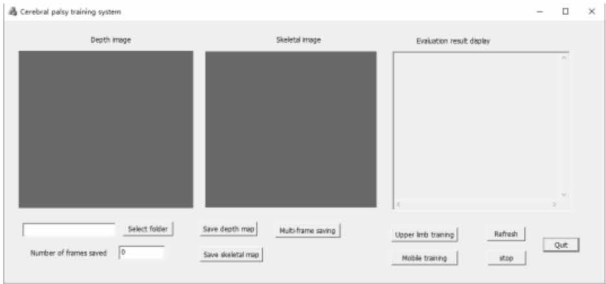 Cerebral palsy training system
Depth image
Skeletal image
Evaluation result display
Select folder
Save depth map
Multi-frame saving
Upper limb training
Refresh
Quit
Number of frames saved
0
Save skeletal map
Mobile training
stop